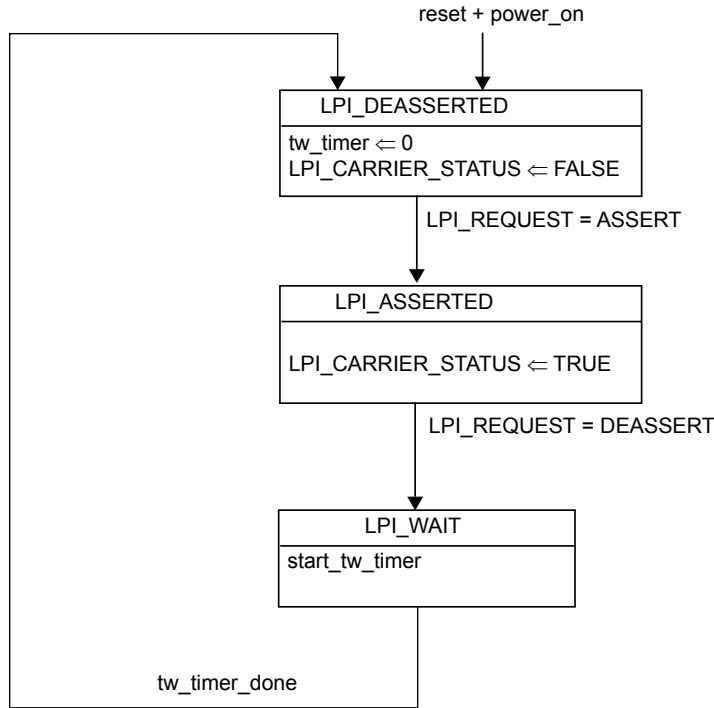 reset + power_on
LPI_DEASSERTED
tw_timer ⇐ 0
LPI_CARRIER_STATUS ⇐ FALSE
LPI_REQUEST = ASSERT
LPI_ASSERTED
LPI_CARRIER_STATUS ⇐ TRUE
LPI_REQUEST = DEASSERT
LPI_WAIT
start_tw_timer
tw_timer_done